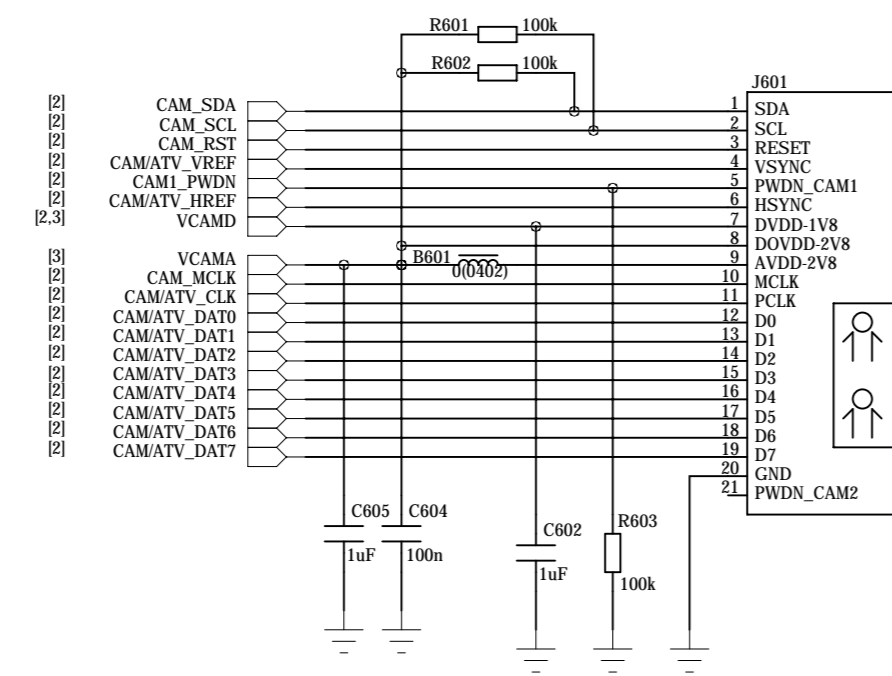 R601 100k
R602 100k
J601
[2] CAM_SDA 1 SDA
[2] CAM_SCL 2 SCL
[2] CAM_RST 3 RESET
[2] CAM/ATV_VREF 4 VSYNC
[2] CAM1_PWDN 5 PWDN_CAM1
[2] CAM/ATV_HREF 6 HSYNC
[2,3] VCAMD 7 DVDD-1V8
8 DOVDD-2V8
[3] VCAMA B601 9 AVDD-2V8
0(0402)
[2] CAM_MCLK 10 MCLK
[2] CAM/ATV_CLK 11 PCLK
[2] CAM/ATV_DAT0 12 D0
[2] CAM/ATV_DAT1 13 D1
[2] CAM/ATV_DAT2 14 D2
[2] CAM/ATV_DAT3 15 D3
[2] CAM/ATV_DAT4 16 D4
[2] CAM/ATV_DAT5 17 D5
[2] CAM/ATV_DAT6 18 D6
[2] CAM/ATV_DAT7 19 D7
20 GND
21 PWDN_CAM2
C605 C604 C602 R603
1uF 100n 1uF 100k